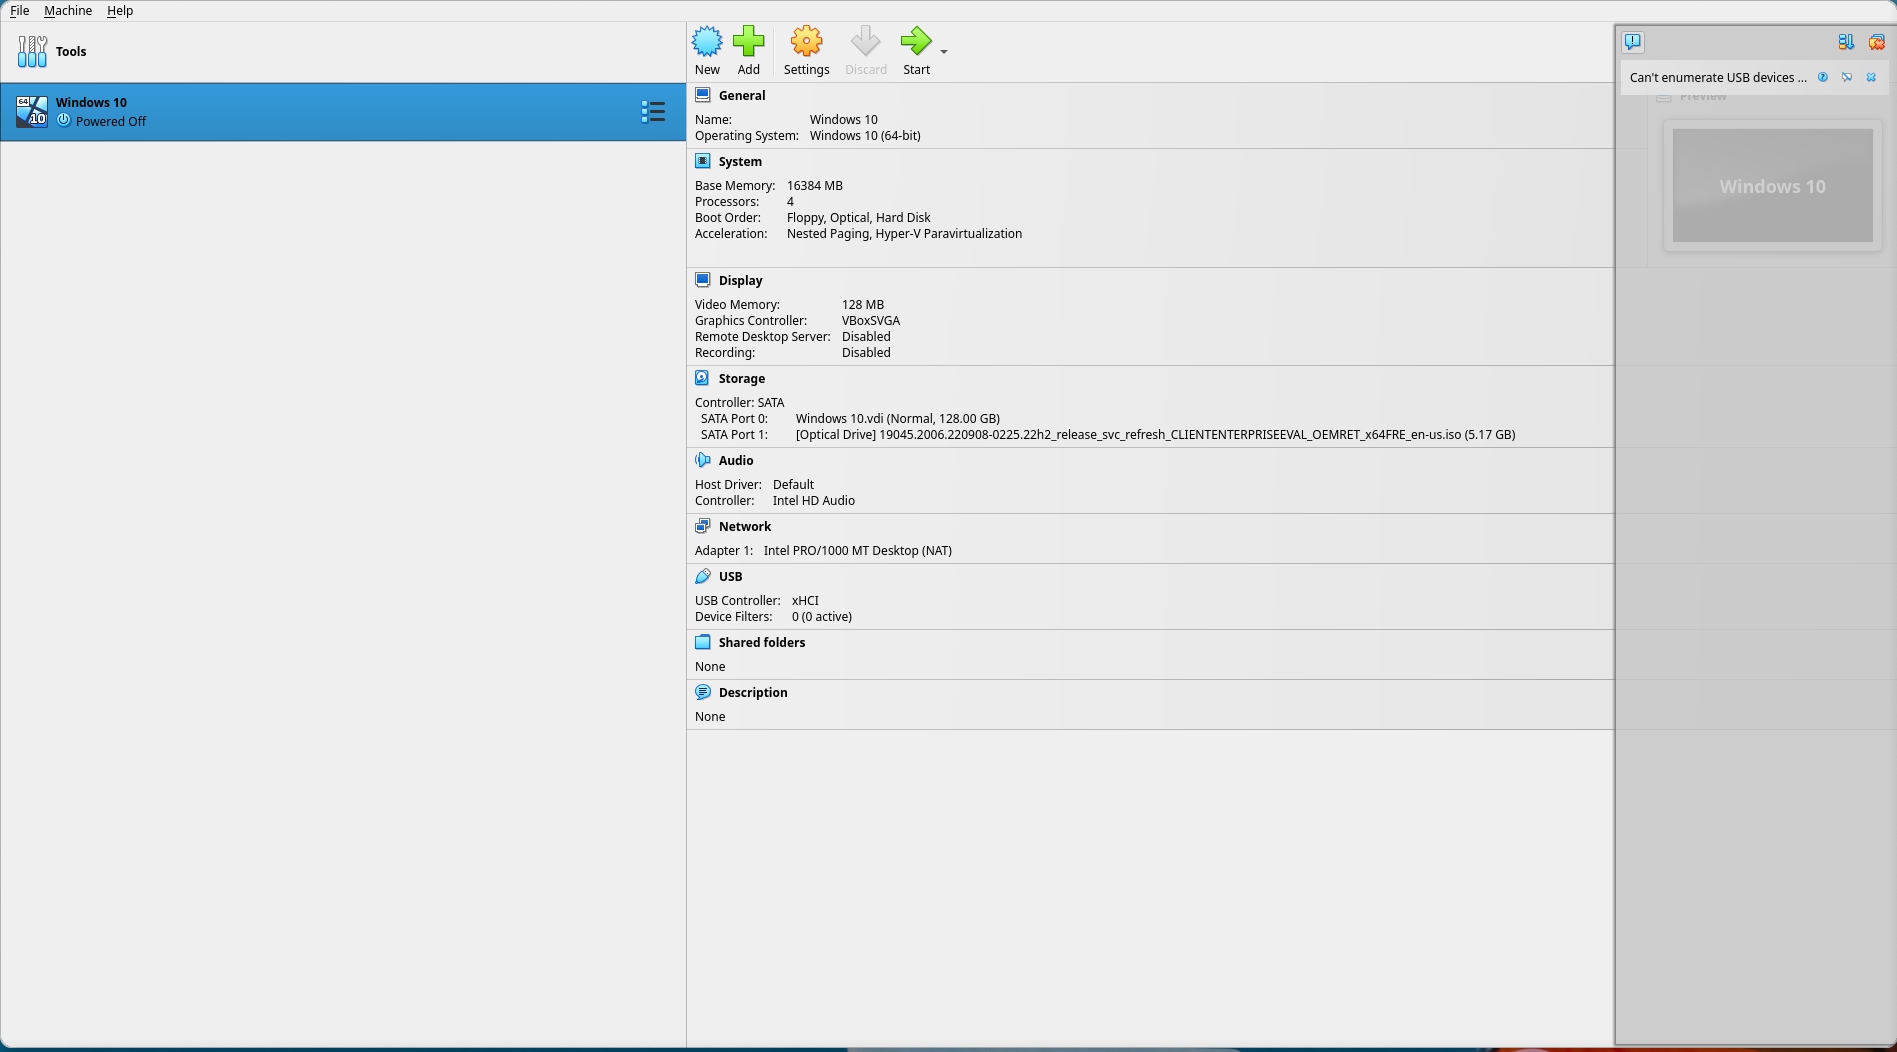 File Machine Help
Tools
64
10
Windows 10
Powered Off
New Add Settings Discard Start
General
Name: Windows 10
Operating System: Windows 10 (64-bit)
System
Base Memory: 16384 MB
Processors: 4
Boot Order: Floppy, Optical, Hard Disk
Acceleration: Nested Paging, Hyper-V Paravirtualization
Display
Video Memory: 128 MB
Graphics Controller: VBoxSVGA
Remote Desktop Server: Disabled
Recording: Disabled
Storage
Controller: SATA
SATA Port 0: Windows 10.vdi (Normal, 128.00 GB)
SATA Port 1: [Optical Drive] 19045.2006.220908-0225.22h2_release_svc_refresh_CLIENTENTERPRISEEVAL_OEMRET_x64FRE_en-us.iso (5.17 GB)
Audio
Host Driver: Default
Controller: Intel HD Audio
Network
Adapter 1: Intel PRO/1000 MT Desktop (NAT)
USB
USB Controller: xHCI
Device Filters: 0 (0 active)
Shared folders
None
Description
None
Can't enumerate USB devices ...
Preview
Windows 10